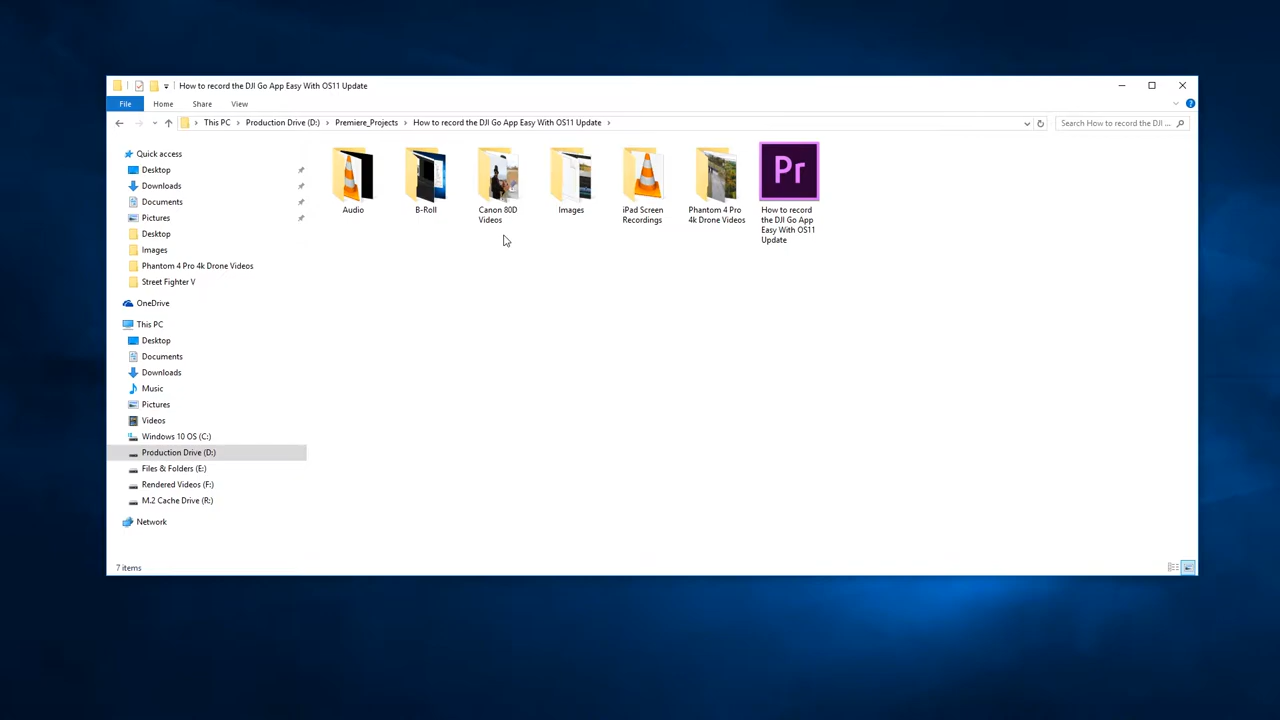 How to record the DJI Go App Easy With OS11 Update
File Home Share View
This PC Production Drive (D:) Premiere_Projects How to record the DJI Go App Easy With OS11 Update
Search How to record the DJI ...
Quick access
Desktop
Downloads
Documents
Pictures
Desktop
Images
Phantom 4 Pro 4k Drone Videos
Street Fighter V
OneDrive
This PC
Desktop
Documents
Downloads
Music
Pictures
Videos
Windows 10 OS (C:)
Production Drive (D:)
Files & Folders (E:)
Rendered Videos (F:)
M.2 Cache Drive (R:)
Network
Audio
B-Roll
Canon 80D
Videos
Images
iPad Screen
Recordings
Phantom 4 Pro
4k Drone Videos
Pr
How to record
the DJI Go App
Easy With OS11
Update
7 items